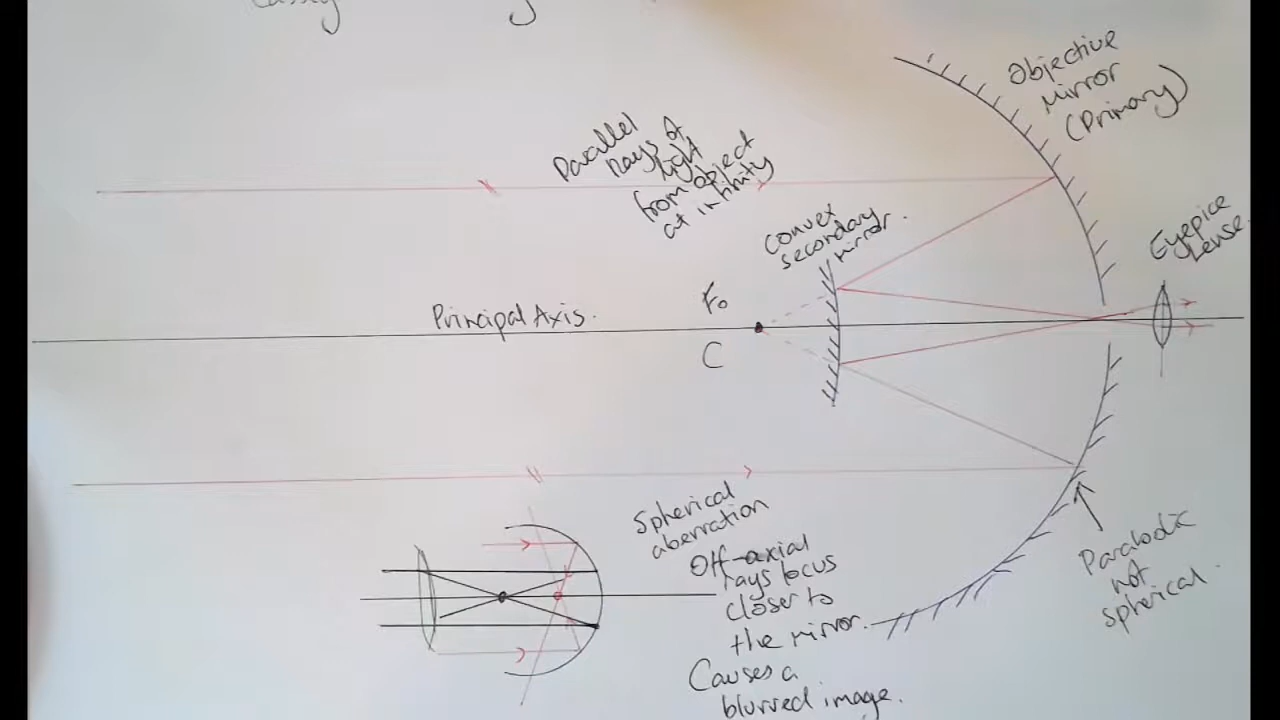 Objective
Mirror
(Primary)
Parallel
rays of
light
from object
at infinity
Convex
secondary
mirror.
Eyepice
Lense.
Fo
Principal Axis.
C
Spherical
aberration
Off-axial
rays focus
closer to
the mirror.
Causes a
blurred image.
Parabolic
not
spherical.